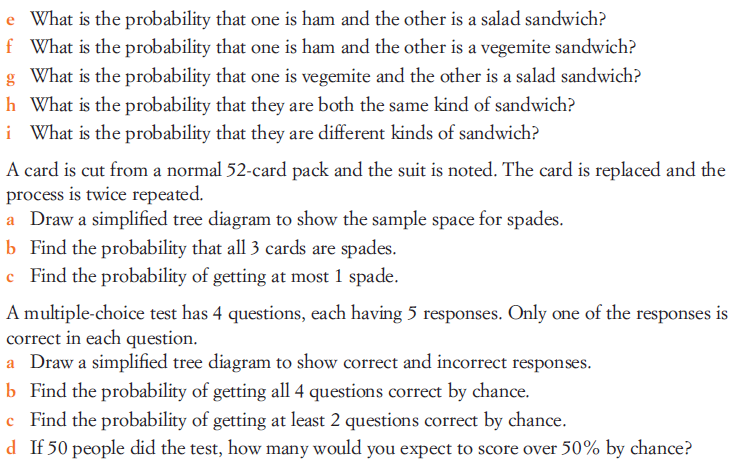 e What is the probability that one is ham and the other is a salad sandwich?
f What is the probability that one is ham and the other is a vegemite sandwich?
g What is the probability that one is vegemite and the other is a salad sandwich?
h What is the probability that they are both the same kind of sandwich?
i What is the probability that they are different kinds of sandwich?
A card is cut from a normal 52-card pack and the suit is noted. The card is replaced and the
process is twice repeated.
a Draw a simplified tree diagram to show the sample space for spades.
b Find the probability that all 3 cards are spades.
c Find the probability of getting at most 1 spade.
A multiple-choice test has 4 questions, each having 5 responses. Only one of the responses is
correct in each question.
a Draw a simplified tree diagram to show correct and incorrect responses.
b Find the probability of getting all 4 questions correct by chance.
c Find the probability of getting at least 2 questions correct by chance.
d If 50 people did the test, how many would you expect to score over 50% by chance?